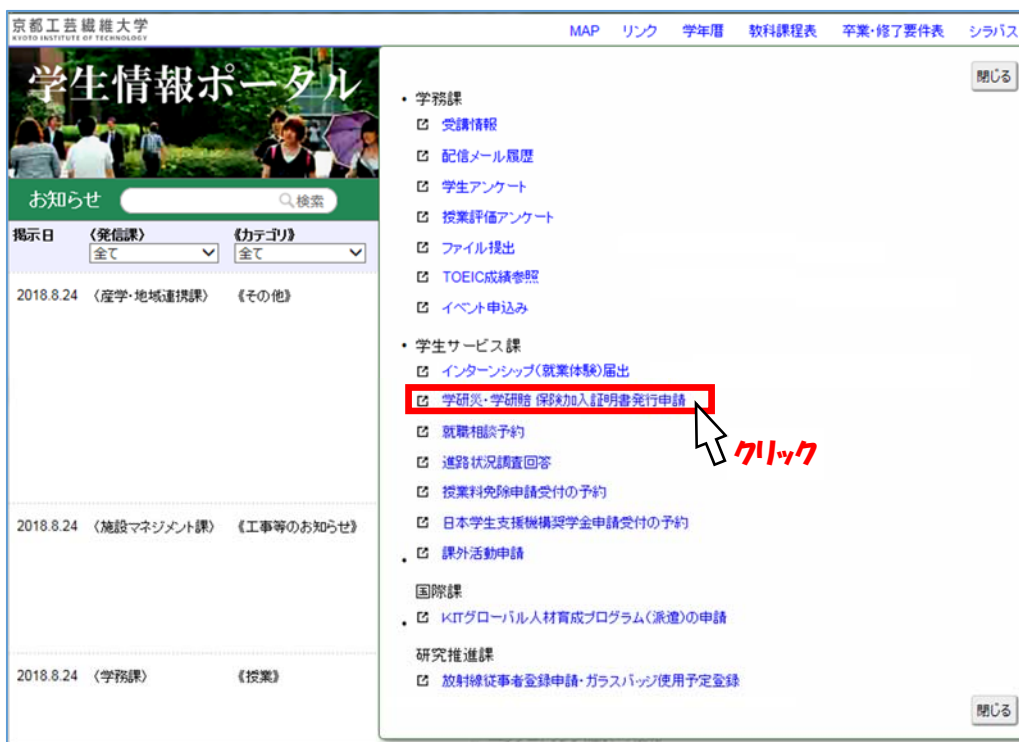 京都工芸繊維大学
KYOTO INSTITUTE OF TECHNOLOGY
MAP リンク 学年暦 教科課程表 卒業・修了要件表 シラバス
学生情報ポータル
お知らせ 検索
掲示日 〈発信課〉 《カテゴリ》
全て 全て
2018.8.24 〈産学・地域連携課〉 《その他》
2018.8.24 〈施設マネジメント課〉 《工事等のお知らせ》
2018.8.24 〈学務課〉 《授業》
閉じる
・ 学務課
受講情報
配信メール履歴
学生アンケート
授業評価アンケート
ファイル提出
TOEIC成績参照
イベント申込み
・ 学生サービス課
インターンシップ(就業体験)届出
学研災・学研賠 保険加入証明書発行申請
クリック
就職相談予約
進路状況調査回答
授業料免除申請受付の予約
日本学生支援機構奨学金申請受付の予約
課外活動申請
国際課
KITグローバル人材育成プログラム(派遣)の申請
研究推進課
放射線従事者登録申請・ガラスバッジ使用予定登録
閉じる